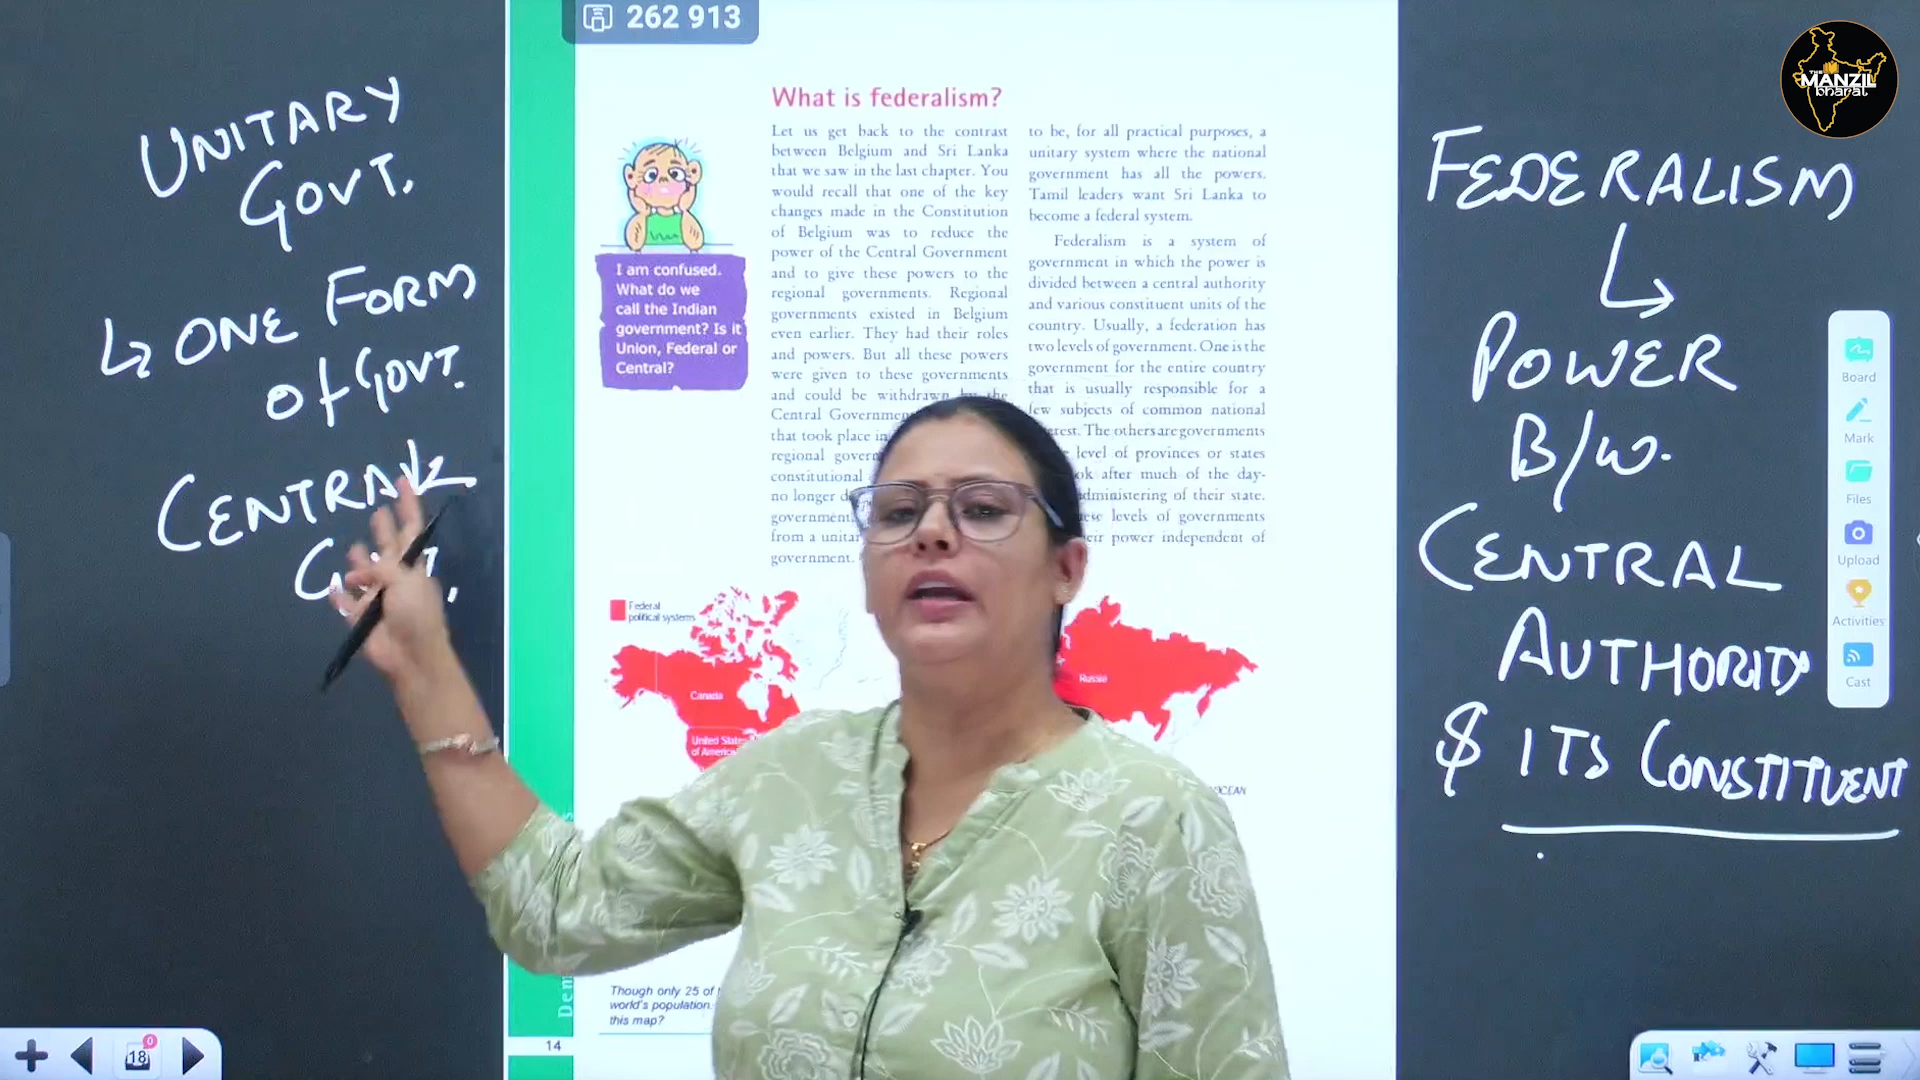 262 913
THE
MANZIL
bharat
UNITARY
GOVT.
ONE FORM
of GOVT.
CENTRAL
What is federalism?
Let us get back to the contrast
between Belgium and Sri Lanka
that we saw in the last chapter. You
would recall that one of the key
changes made in the Constitution
of Belgium was to reduce the
power of the Central Government
and to give these powers to the
regional governments. Regional
governments existed in Belgium
even earlier. They had their roles
and powers. But all these powers
were given to these governments
and could be withdrawn by the
Central Government
that took place in
regional
constitutional
no longer
government.
from a
government.
to be, for all practical purposes, a
unitary system where the national
government has all the powers.
Tamil leaders want Sri Lanka to
become a federal system.
Federalism is a system of
government in which the power is
divided between a central authority
and various constituent units of the
country. Usually, a federation has
two levels of government. One is the
government for the entire country
that is usually responsible for a
few subjects of common national
The others are governments
level of provinces or states
after much of the day-
administering of their state.
levels of governments
power independent of
I am confused.
What do we
call the Indian
government? Is it
Union, Federal or
Central?
Federal
political systems
Canada
United States
of America
Russia
OCEAN
Though only 25 of
world's population.
this map?
14
FEDERALISM
POWER
B/W.
CENTRAL
AUTHORITY
& ITS CONSTITUENT
Board
Mark
Files
Upload
Activities
Cast
18
0